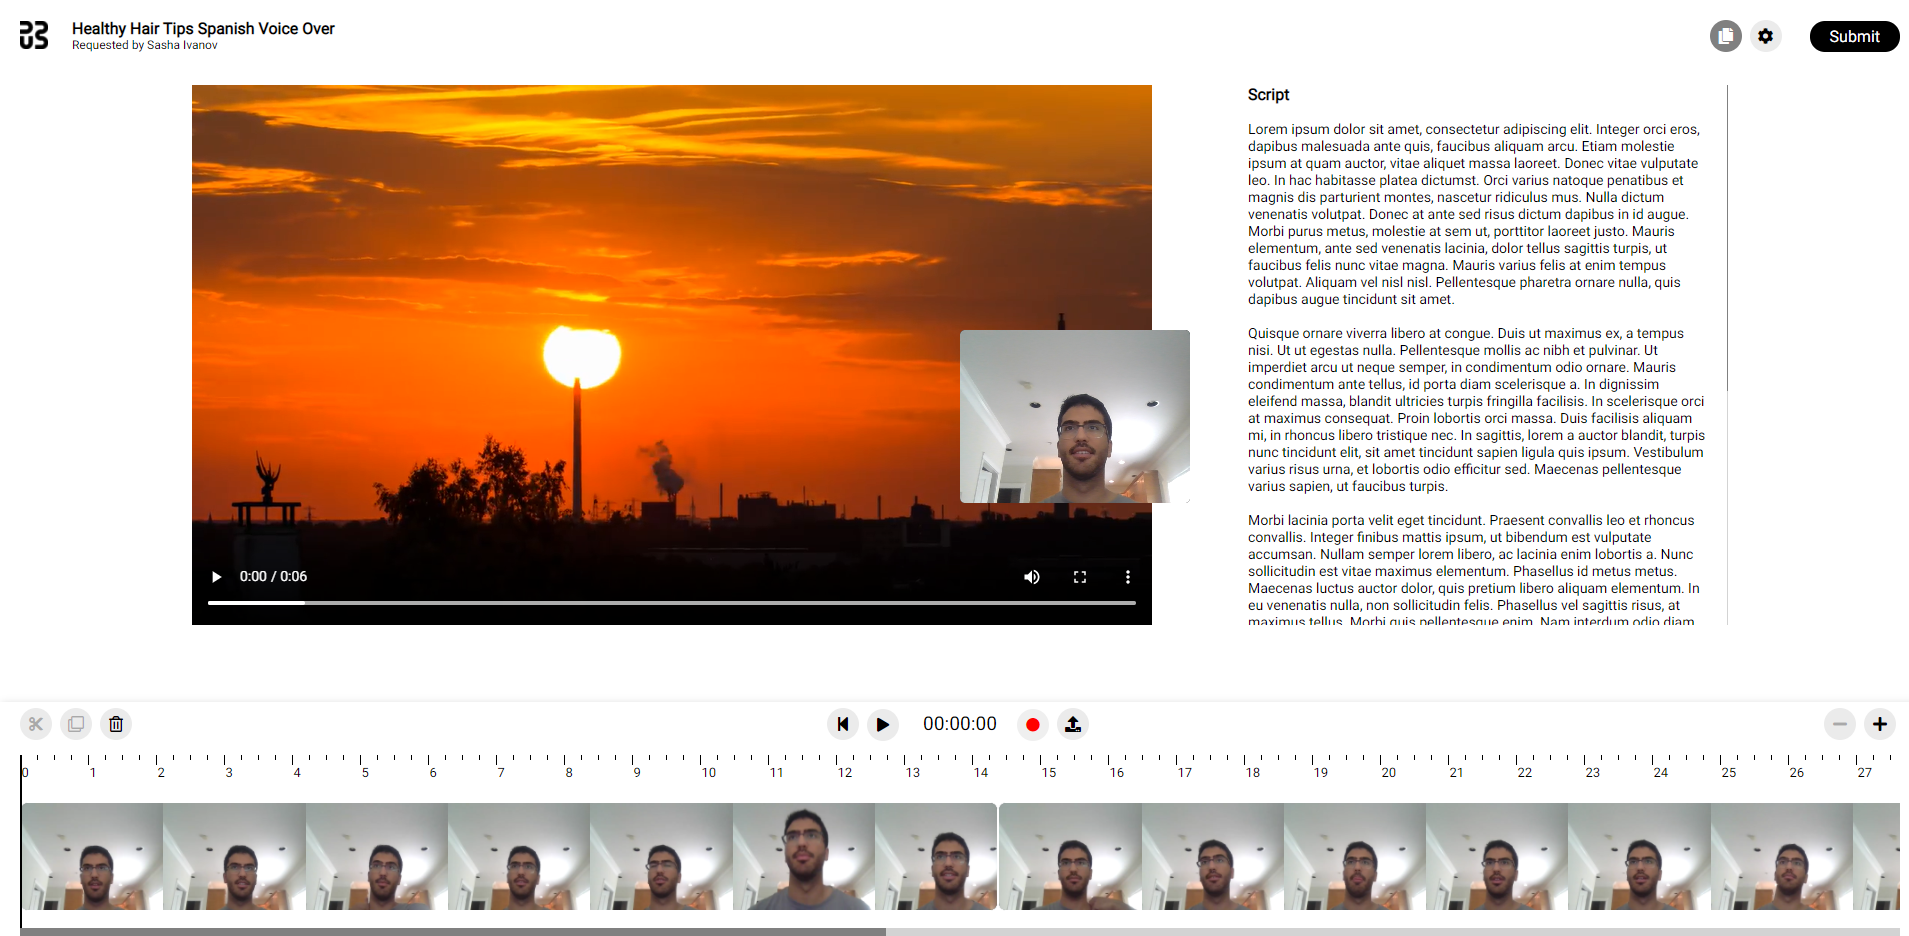 Healthy Hair Tips Spanish Voice Over
Requested by Sasha Ivanov
Submit
Script
Lorem ipsum dolor sit amet, consectetur adipiscing elit. Integer orci eros,
dapibus malesuada ante quis, faucibus aliquam arcu. Etiam molestie
ipsum at quam auctor, vitae aliquet massa laoreet. Donec vitae vulputate
leo. In hac habitasse platea dictumst. Orci varius natoque penatibus et
magnis dis parturient montes, nascetur ridiculus mus. Nulla dictum
venenatis volutpat. Donec at ante sed risus dictum dapibus in id augue.
Morbi purus metus, molestie at sem ut, porttitor laoreet justo. Mauris
elementum, ante sed venenatis lacinia, dolor tellus sagittis turpis, ut
faucibus felis nunc vitae magna. Mauris varius felis at enim tempus
volutpat. Aliquam vel nisl nisl. Pellentesque pharetra ornare nulla, quis
dapibus augue tincidunt sit amet.
Quisque ornare viverra libero at congue. Duis ut maximus ex, a tempus
nisi. Ut ut egestas nulla. Pellentesque mollis ac nibh et pulvinar. Ut
imperdiet arcu ut neque semper, in condimentum odio ornare. Mauris
condimentum ante tellus, id porta diam scelerisque a. In dignissim
eleifend massa, blandit ultricies turpis fringilla facilisis. In scelerisque orci
at maximus consequat. Proin lobortis orci massa. Duis facilisis aliquam
mi, in rhoncus libero tristique nec. In sagittis, lorem a auctor blandit, turpis
nunc tincidunt elit, sit amet tincidunt sapien ligula quis ipsum. Vestibulum
varius risus urna, et lobortis odio efficitur sed. Maecenas pellentesque
varius sapien, ut faucibus turpis.
Morbi lacinia porta velit eget tincidunt. Praesent convallis leo et rhoncus
convallis. Integer finibus mattis ipsum, ut bibendum est vulputate
accumsan. Nullam semper lorem libero, ac lacinia enim lobortis a. Nunc
sollicitudin est vitae maximus elementum. Phasellus id metus metus.
Maecenas luctus auctor dolor, quis pretium libero aliquam elementum. In
eu venenatis nulla, non sollicitudin felis. Phasellus vel sagittis risus, at
maximus tellus. Morbi quis pellentesque enim. Nam interdum odio diam
0:00 / 0:06
00:00:00
0 1 2 3 4 5 6 7 8 9 10 11 12 13 14 15 16 17 18 19 20 21 22 23 24 25 26 27